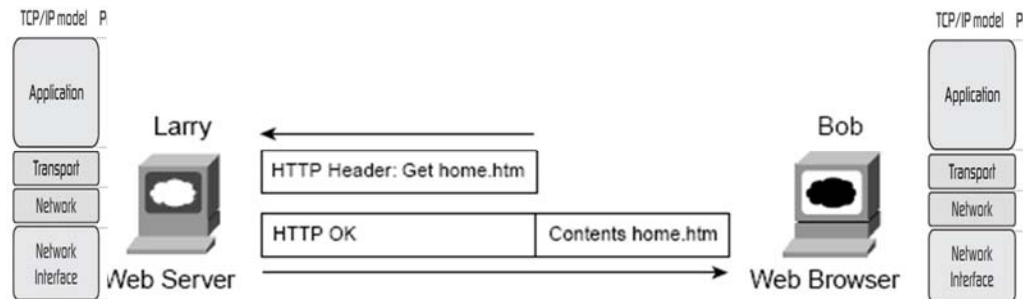 TCP/IP model P
Application
Transport
Network
Network
Interface
Larry
HTTP Header: Get home.htm
HTTP OK
Contents home.htm
Web Server
Bob
Web Browser
TCP/IP model P
Application
Transport
Network
Network
Interface